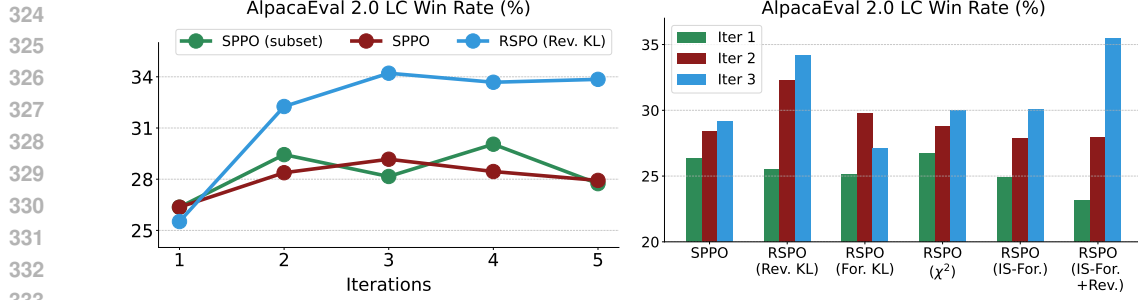 324
325
326
327
328
329
330
331
332
AlpacaEval 2.0 LC Win Rate (%)
SPPO (subset) SPPO RSPO (Rev. KL)
34
31
28
25
1 2 3 4 5
Iterations
AlpacaEval 2.0 LC Win Rate (%)
Iter 1
Iter 2
Iter 3
35
30
25
20
SPPO RSPO RSPO RSPO RSPO RSPO
(Rev. KL) (For. KL) (χ²) (IS-For.) (IS-For.
+Rev.)